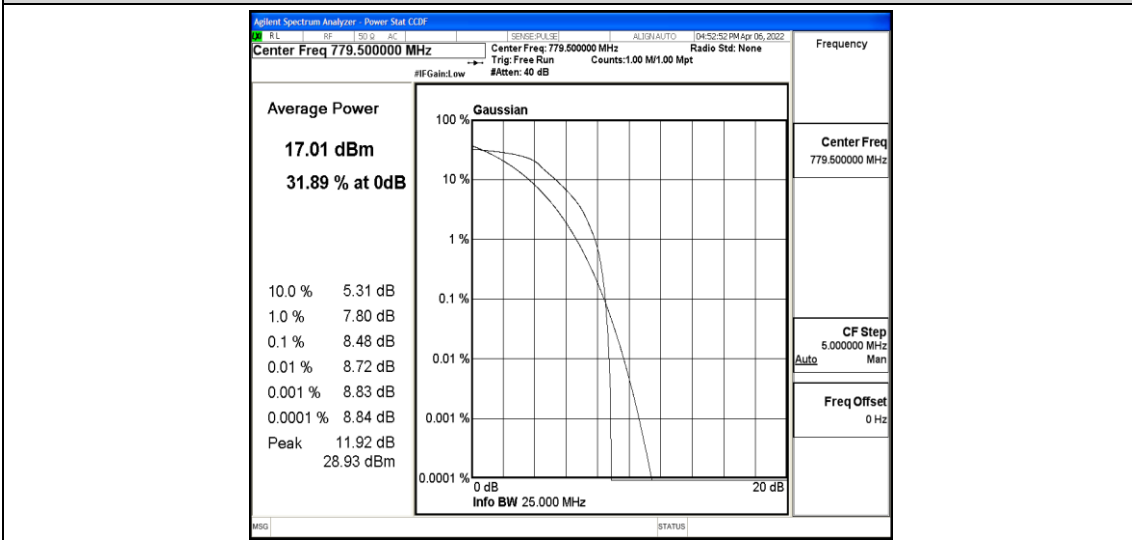 Agilent Spectrum Analyzer - Power Stat CCDF
LXI RL RF 50 Ω AC SENSE:PULSE ALIGNAUTO 04:52:52 PM Apr 06, 2022
Center Freq 779.500000 MHz
Center Freq: 779.500000 MHz Radio Std: None
Trig: Free Run Counts:1.00 M/1.00 Mpt
#IFGain:Low #Atten: 40 dB
Frequency
Average Power
17.01 dBm
31.89 % at 0dB
10.0 % 5.31 dB
1.0 % 7.80 dB
0.1 % 8.48 dB
0.01 % 8.72 dB
0.001 % 8.83 dB
0.0001 % 8.84 dB
Peak 11.92 dB
28.93 dBm
Gaussian
100 %
10 %
1 %
0.1 %
0.01 %
0.001 %
0.0001 %
0 dB 20 dB
Info BW 25.000 MHz
Center Freq
779.500000 MHz
CF Step
5.000000 MHz
Auto Man
Freq Offset
0 Hz
MSG STATUS